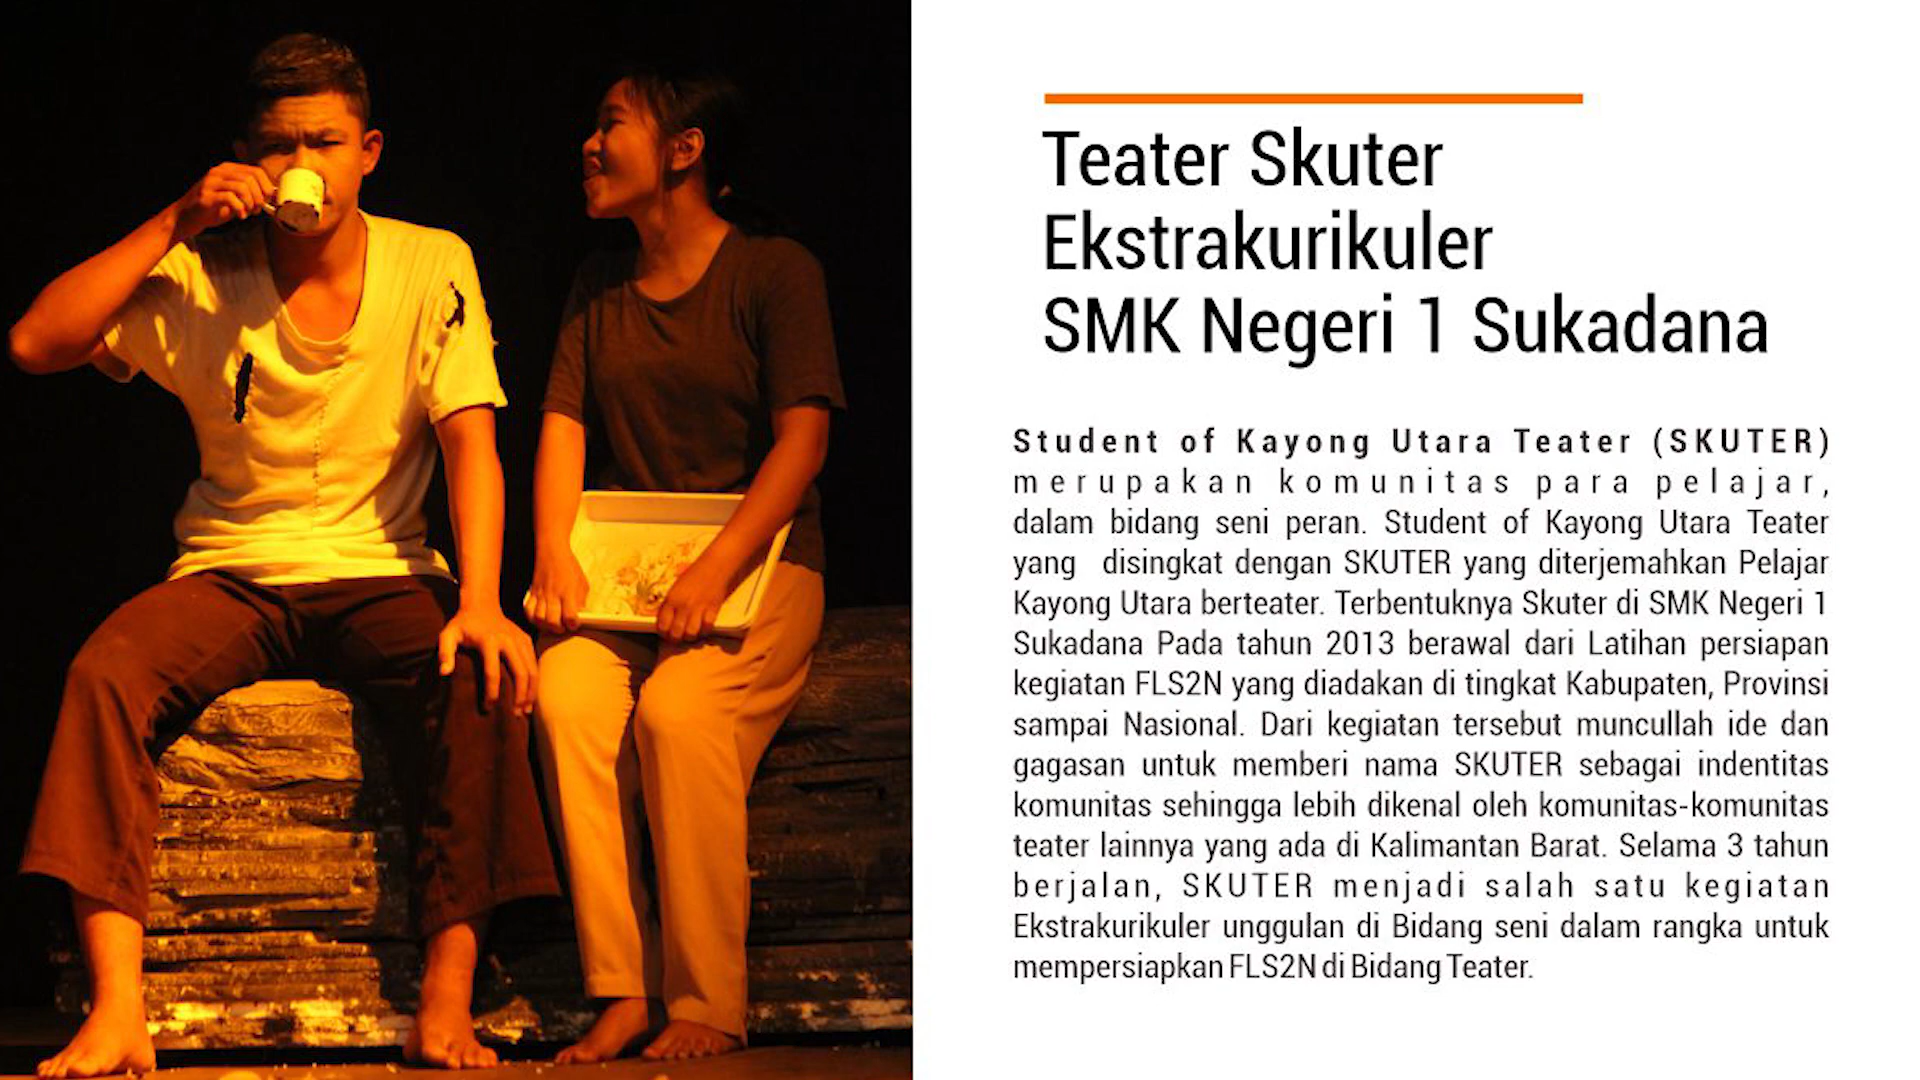 Teater Skuter
Ekstrakurikuler
SMK Negeri 1 Sukadana
Student of Kayong Utara Teater (SKUTER)
merupakan komunitas para pelajar,
dalam bidang seni peran. Student of Kayong Utara Teater
yang disingkat dengan SKUTER yang diterjemahkan Pelajar
Kayong Utara berteater. Terbentuknya Skuter di SMK Negeri 1
Sukadana Pada tahun 2013 berawal dari Latihan persiapan
kegiatan FLS2N yang diadakan di tingkat Kabupaten, Provinsi
sampai Nasional. Dari kegiatan tersebut muncullah ide dan
gagasan untuk memberi nama SKUTER sebagai indentitas
komunitas sehingga lebih dikenal oleh komunitas-komunitas
teater lainnya yang ada di Kalimantan Barat. Selama 3 tahun
berjalan, SKUTER menjadi salah satu kegiatan
Ekstrakurikuler unggulan di Bidang seni dalam rangka untuk
mempersiapkan FLS2N di Bidang Teater.